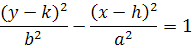 (y − k)²/b² − (x − h)²/a² = 1